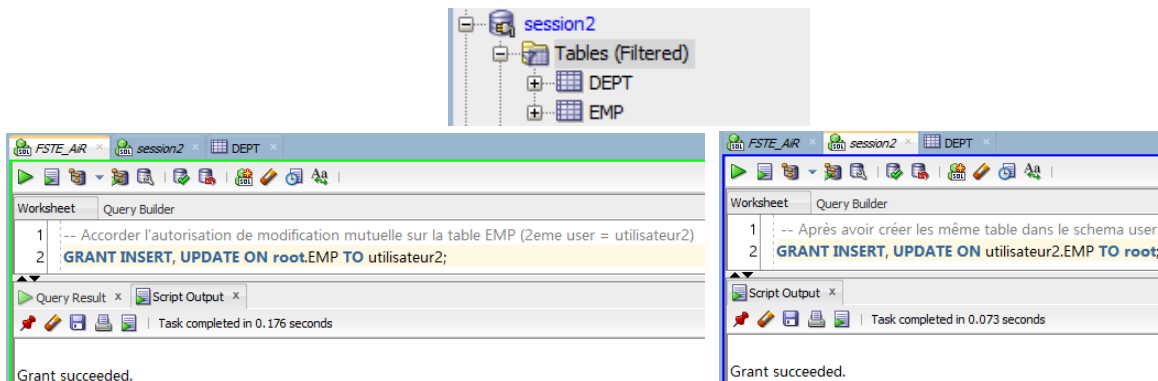 session2
Tables (Filtered)
DEPT
EMP
FSTE_AiR × session2 × DEPT ×
Worksheet Query Builder
1 -- Accorder l'autorisation de modification mutuelle sur la table EMP (2eme user = utilisateur2)
2 GRANT INSERT, UPDATE ON root.EMP TO utilisateur2;
Query Result x Script Output x
Task completed in 0.176 seconds
Grant succeeded.
FSTE_AiR × session2 × DEPT ×
Worksheet Query Builder
1 -- Après avoir créer les même table dans le schema user
2 GRANT INSERT, UPDATE ON utilisateur2.EMP TO root;
Script Output x
Task completed in 0.073 seconds
Grant succeeded.